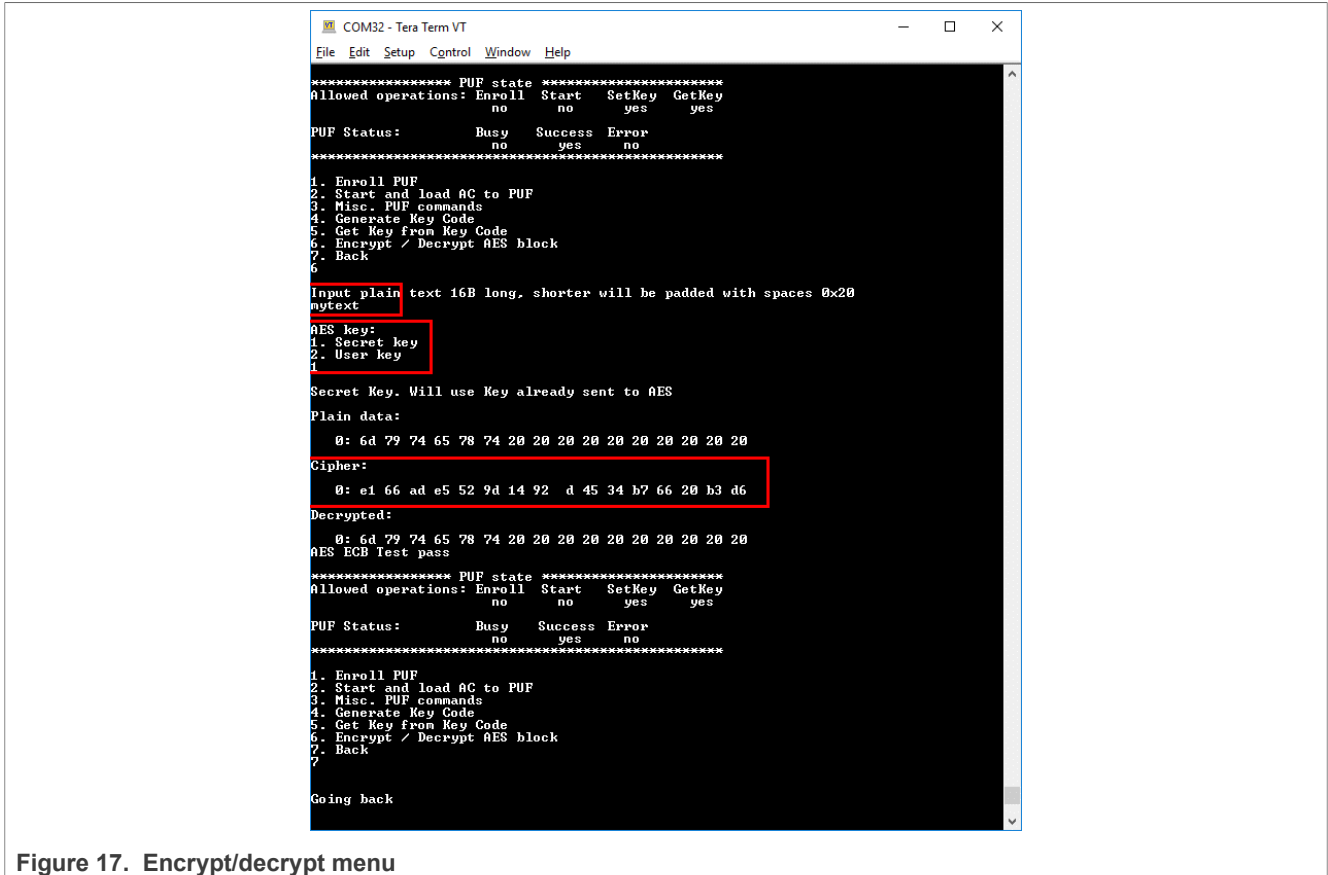 COM32 - Tera Term VT
File Edit Setup Control Window Help
***************** PUF state **********************
Allowed operations: Enroll Start SetKey GetKey
no no yes yes
PUF Status: Busy Success Error
no yes no
**************************************************
1. Enroll PUF
2. Start and load AC to PUF
3. Misc. PUF commands
4. Generate Key Code
5. Get Key from Key Code
6. Encrypt / Decrypt AES block
7. Back
6
Input plain text 16B long, shorter will be padded with spaces 0x20
mytext
AES key:
1. Secret key
2. User key
1
Secret Key. Will use Key already sent to AES
Plain data:
0: 6d 79 74 65 78 74 20 20 20 20 20 20 20 20 20 20
Cipher:
0: e1 66 ad e5 52 9d 14 92 d 45 34 b7 66 20 b3 d6
Decrypted:
0: 6d 79 74 65 78 74 20 20 20 20 20 20 20 20 20 20
AES ECB Test pass
***************** PUF state **********************
Allowed operations: Enroll Start SetKey GetKey
no no yes yes
PUF Status: Busy Success Error
no yes no
**************************************************
1. Enroll PUF
2. Start and load AC to PUF
3. Misc. PUF commands
4. Generate Key Code
5. Get Key from Key Code
6. Encrypt / Decrypt AES block
7. Back
7
Going back
Figure 17. Encrypt/decrypt menu